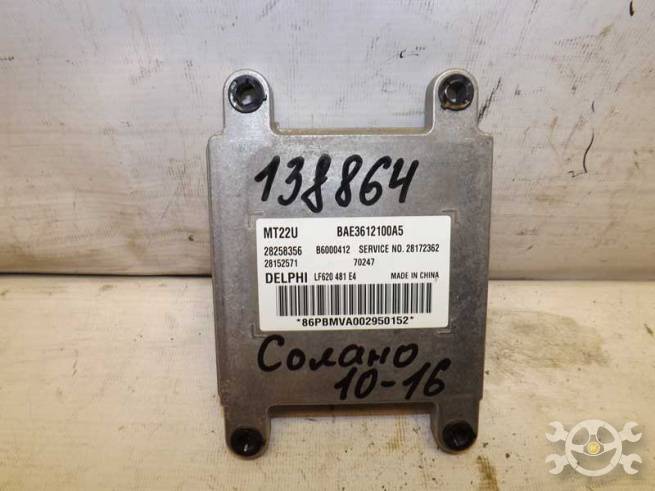 138864
MT22U BAE3612100A5
28258356 B6000412 SERVICE NO. 28172362
28152571 70247
DELPHI LF620 481 E4 MADE IN CHINA
*86PBMVA002950152*
Солано
10-16